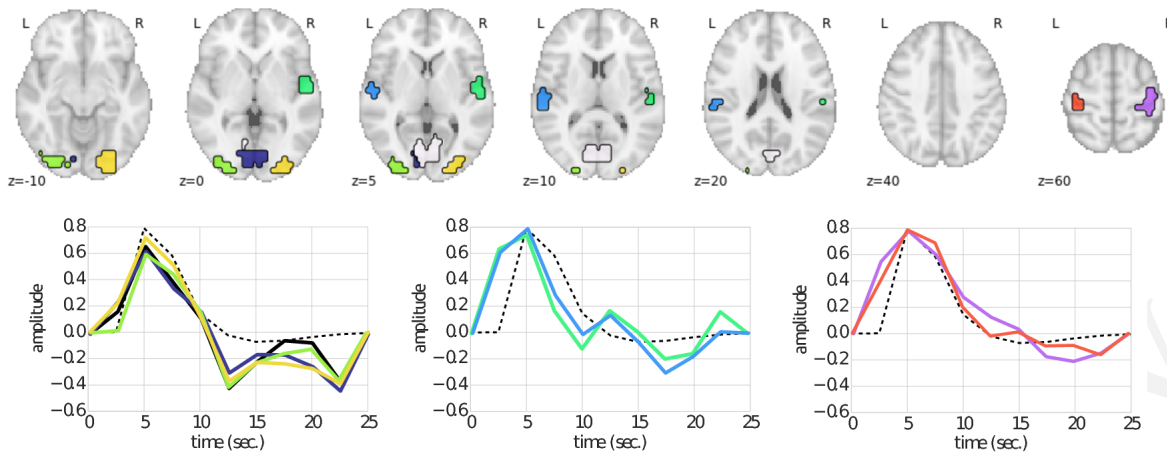 L R L R L R L R L R L R L R
z=-10 z=0 z=5 z=10 z=20 z=40 z=60
0.8 0.8 0.8
0.6 0.6 0.6
0.4 0.4 0.4
0.2 0.2 0.2
0.0 0.0 0.0
−0.2 −0.2 −0.2
−0.4 −0.4 −0.4
−0.6 −0.6 −0.6
amplitude amplitude amplitude
0 5 10 15 20 25 0 5 10 15 20 25 0 5 10 15 20 25
time (sec.) time (sec.) time (sec.)